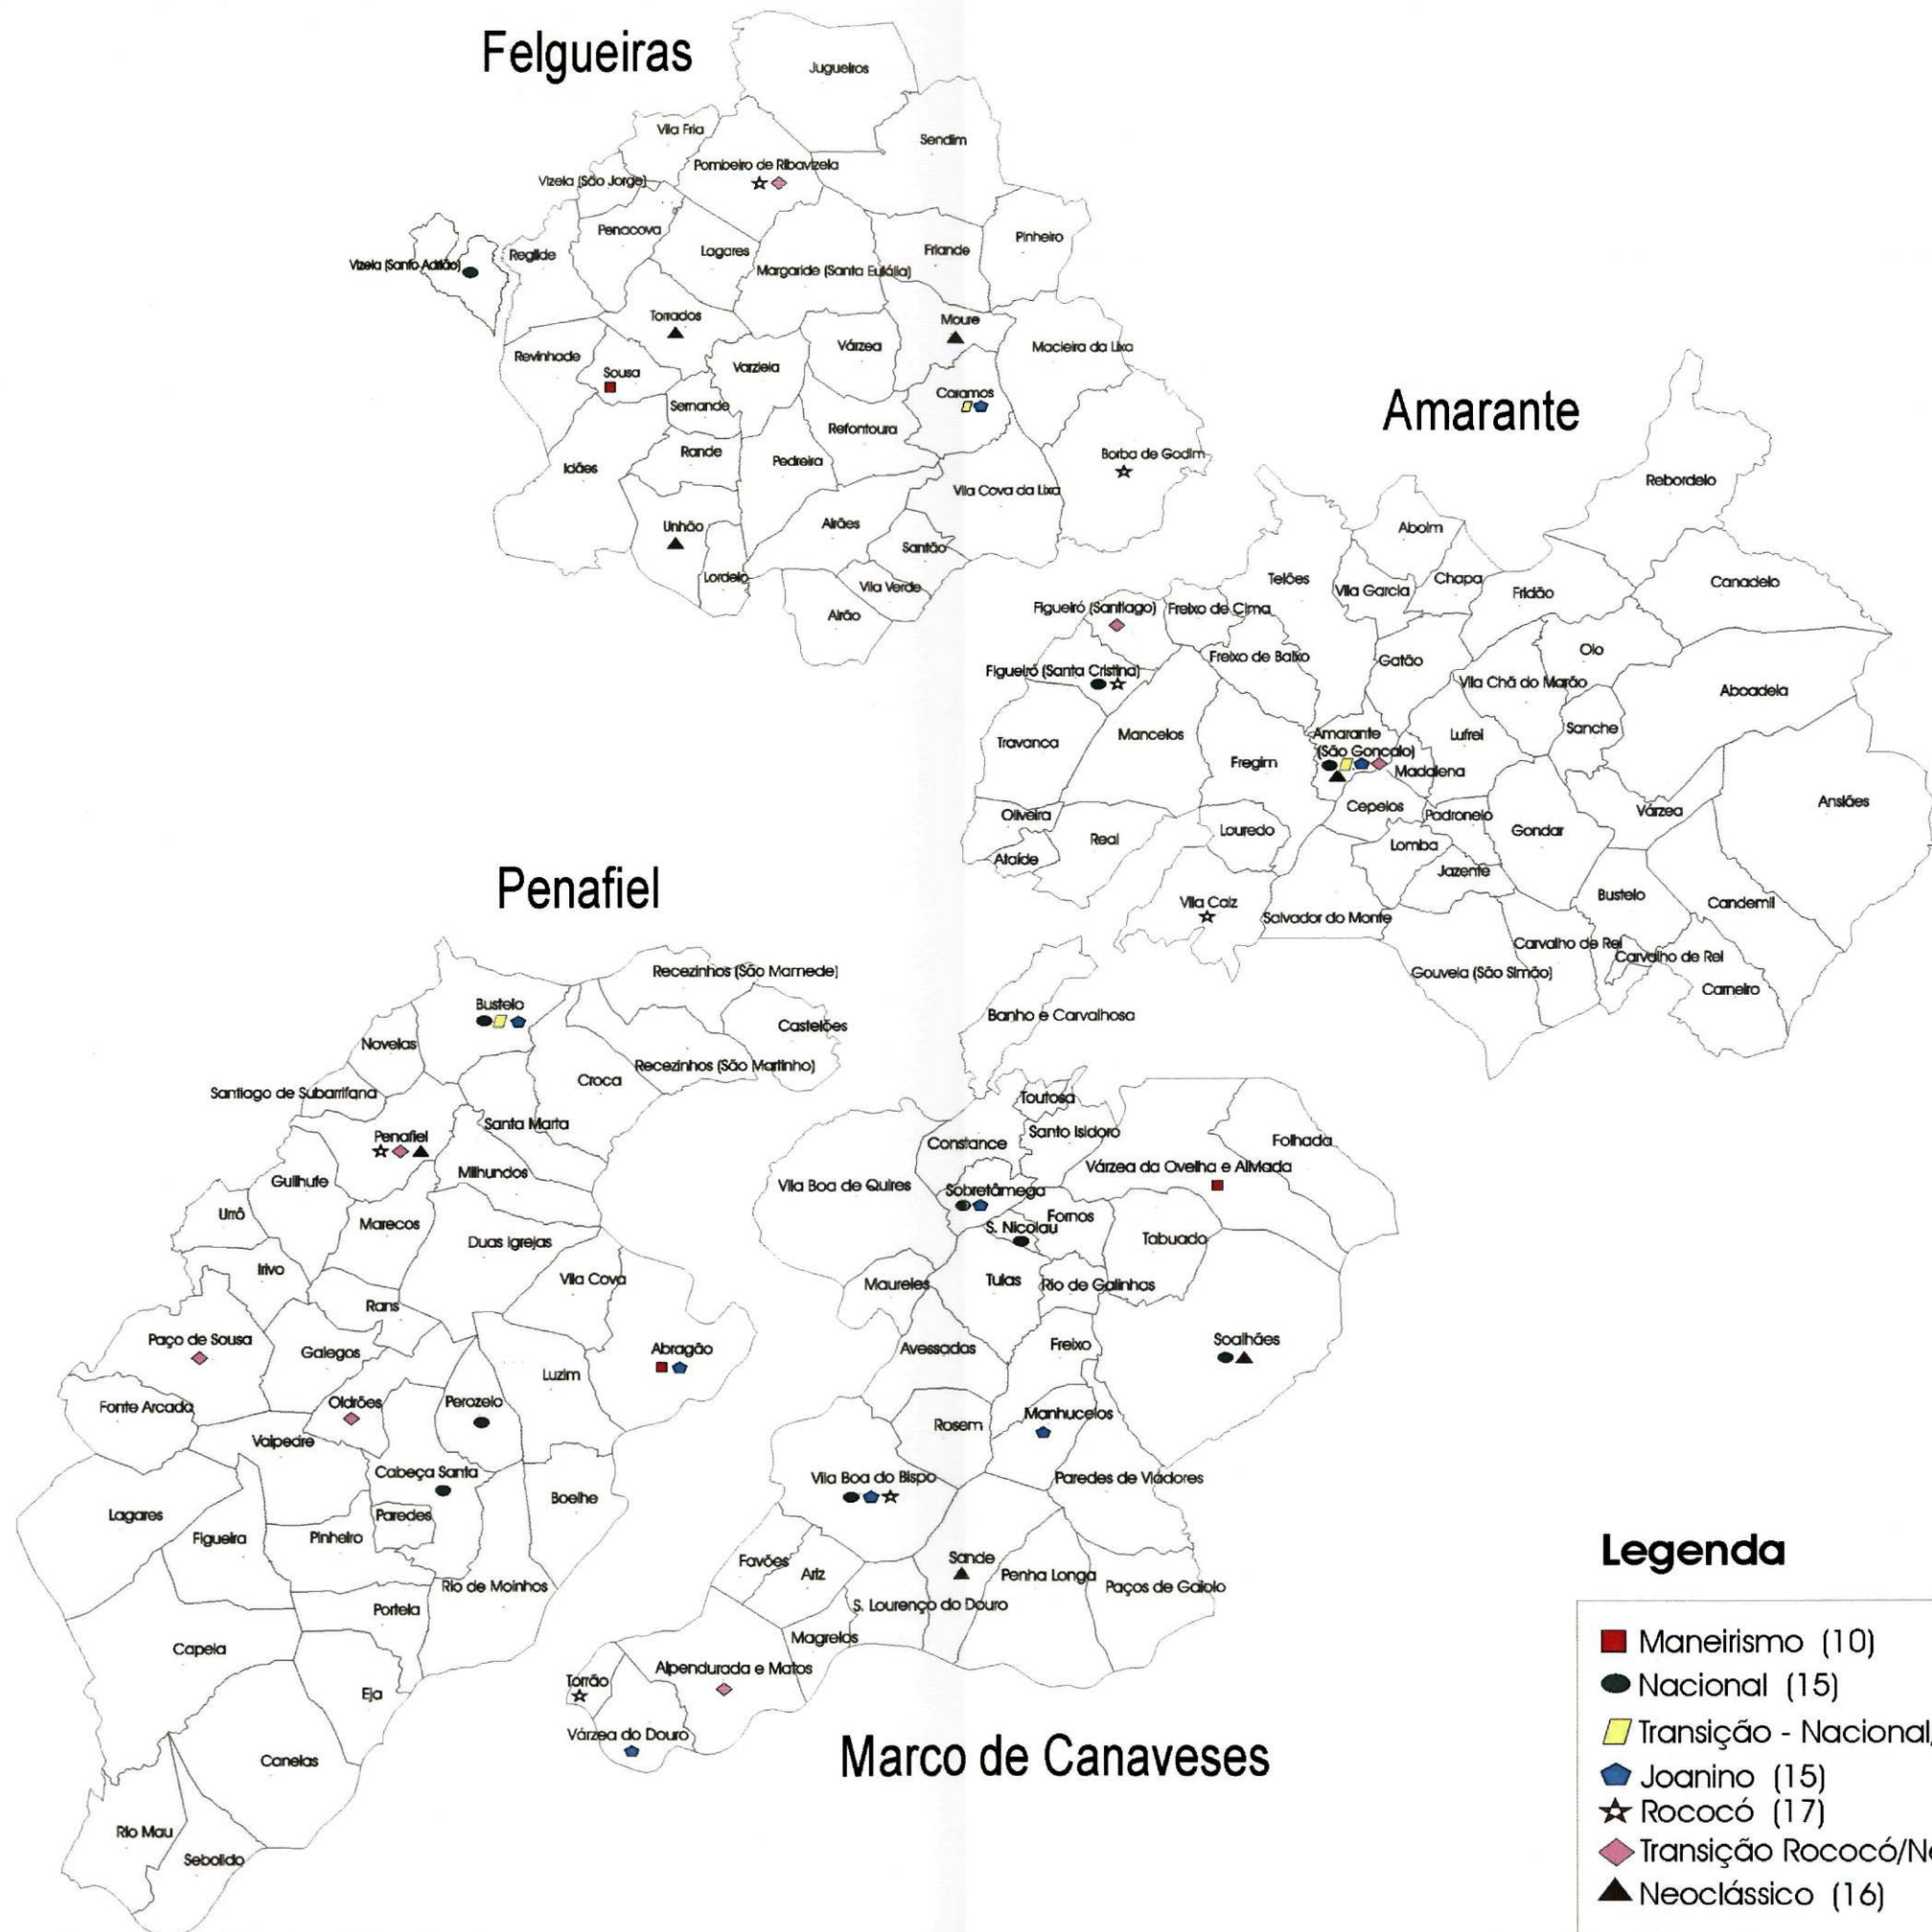 Felgueiras
Jugueiros
Vila Fria
Sendim
Pombeiro de Ribavizela
Vizela (São Jorge)
Penacova
Pinheiro
Regilde
Lagares
Friande
Vizela (Santo Adrião)
Margaride (Santa Eulália)
Torrados
Moure
Revinhade
Várzea
Macieira da Lixa
Sousa
Varziela
Caramos
Sernande
Refontoura
Rande
Borba de Godim
Idães
Pedreira
Vila Cova da Lixa
Unhão
Airães
Santão
Lordelo
Vila Verde
Airão
Amarante
Rebordelo
Aboim
Telões
Vila Garcia
Chapa
Fridão
Canadelo
Figueiró (Santiago)
Freixo de Cima
Freixo de Baixo
Gatão
Olo
Figueiró (Santa Cristina)
Vila Chã do Marão
Aboadela
Travanca
Mancelos
Amarante
(São Gonçalo)
Lufrei
Sanche
Fregim
Madalena
Ansiães
Oliveira
Cepelos
Padronelo
Várzea
Real
Louredo
Lomba
Gondar
Ataíde
Jazente
Vila Caiz
Salvador do Monte
Bustelo
Candemil
Carvalho de Rei
Carvalho de Rei
Gouveia (São Simão)
Carneiro
Penafiel
Recezinhos (São Mamede)
Bustelo
Castelões
Novelas
Recezinhos (São Martinho)
Croca
Santiago de Subarrifana
Santa Marta
Penafiel
Milhundos
Guilhufe
Urrô
Marecos
Duas Igrejas
Irivo
Vila Cova
Rans
Paço de Sousa
Galegos
Abragão
Luzim
Fonte Arcada
Oldrões
Perozelo
Valpedre
Cabeça Santa
Boelhe
Lagares
Paredes
Figueira
Pinheiro
Rio de Moinhos
Portela
Capela
Eja
Canelas
Rio Mau
Sebolido
Banho e Carvalhosa
Toutosa
Constance
Santo Isidoro
Folhada
Várzea da Ovelha e Aliviada
Vila Boa de Quires
Sobretâmega
S. Nicolau
Fornos
Tabuado
Maureles
Tuias
Rio de Galinhas
Avessadas
Freixo
Soalhães
Rosem
Manhucelos
Vila Boa do Bispo
Paredes de Viadores
Favões
Ariz
Sande
Penha Longa
Paços de Gaiolo
S. Lourenço do Douro
Magrelos
Torrão
Alpendurada e Matos
Várzea do Douro
Marco de Canaveses
Legenda
Maneirismo (10)
Nacional (15)
Transição - Nacional
Joanino (15)
Rococó (17)
Transição Rococó/N
Neoclássico (16)